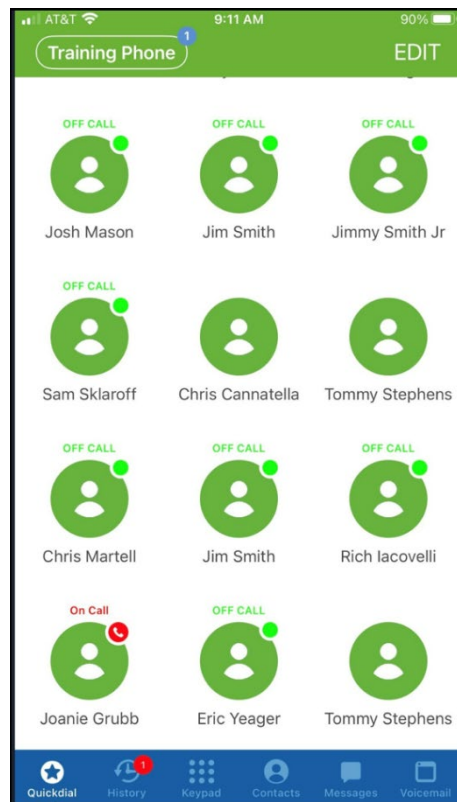 AT&T 9:11 AM 90%
Training Phone 1 EDIT
OFF CALL OFF CALL OFF CALL
Josh Mason Jim Smith Jimmy Smith Jr
OFF CALL
Sam Sklaroff Chris Cannatella Tommy Stephens
OFF CALL OFF CALL OFF CALL
Chris Martell Jim Smith Rich Iacovelli
On Call OFF CALL
Joanie Grubb Eric Yeager Tommy Stephens
1
Quickdial History Keypad Contacts Messages Voicemail